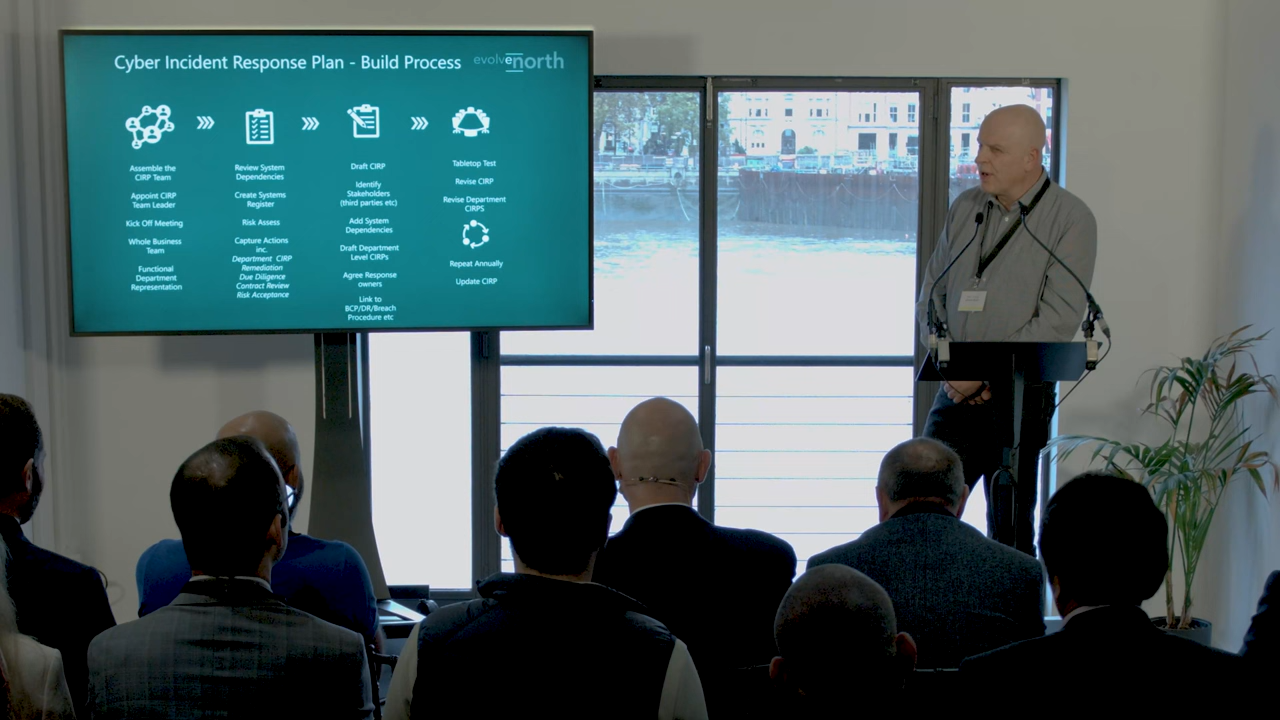 Cyber Incident Response Plan - Build Process
evolvenorth
Assemble the
CIRP Team
Appoint CIRP
Team Leader
Kick Off Meeting
Whole Business
Team
Functional
Department
Representation
Review System
Dependencies
Create Systems
Register
Risk Assess
Capture Actions
inc.
Department CIRP
Remediation
Due Diligence
Contract Review
Risk Acceptance
Draft CIRP
Identify
Stakeholders
(third parties etc)
Add System
Dependencies
Draft Department
Level CIRPs
Agree Response
owners
Link to
BCP/DR/Breach
Procedure etc
Tabletop Test
Revise CIRP
Revise Department
CIRPS
Repeat Annually
Update CIRP